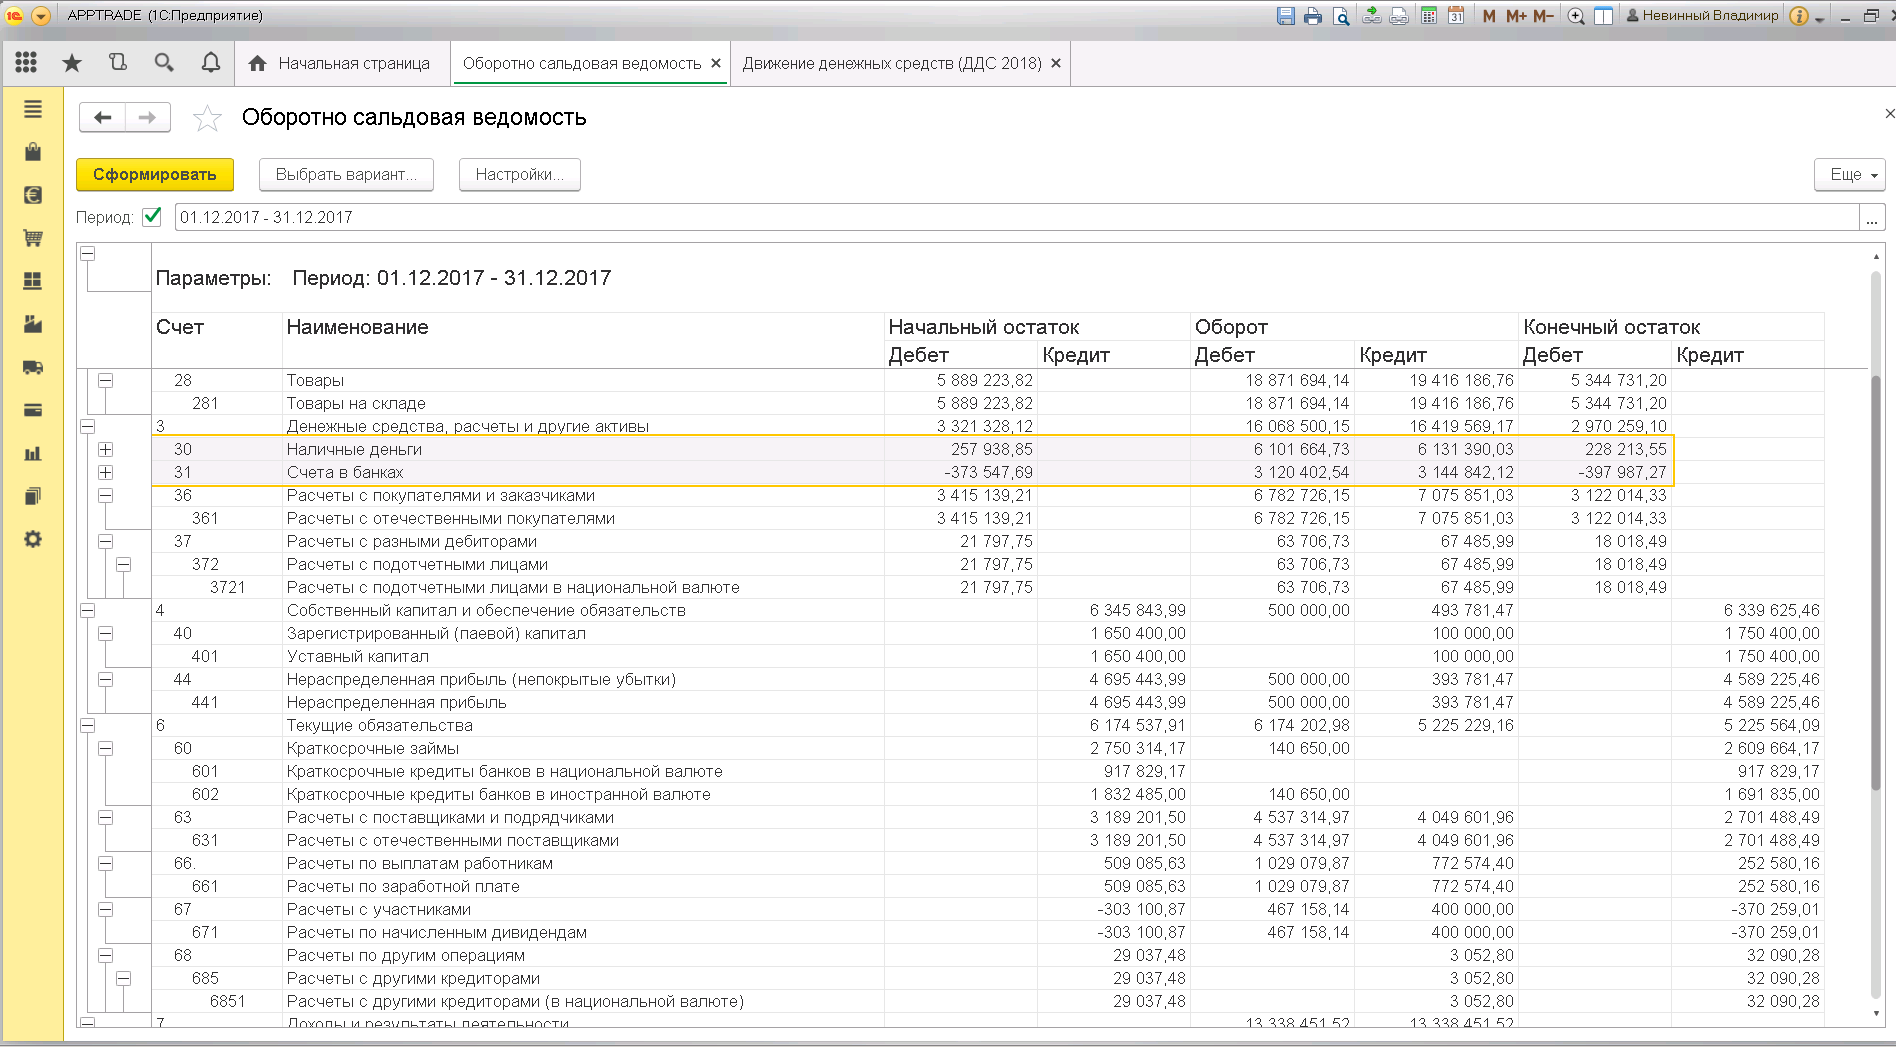 APPTRADE (1С:Предприятие)
M M+ M-
Невинный Владимир
Начальная страница
Оборотно сальдовая ведомость
Движение денежных средств (ДДС 2018)
Оборотно сальдовая ведомость
Сформировать
Выбрать вариант...
Настройки...
Еще
Период:
01.12.2017 - 31.12.2017
...
Параметры: Период: 01.12.2017 - 31.12.2017
Счет Наименование Начальный остаток Оборот Конечный остаток
Дебет Кредит Дебет Кредит Дебет Кредит
28 Товары 5 889 223,82 18 871 694,14 19 416 186,76 5 344 731,20
281 Товары на складе 5 889 223,82 18 871 694,14 19 416 186,76 5 344 731,20
3 Денежные средства, расчеты и другие активы 3 321 328,12 16 068 500,15 16 419 569,17 2 970 259,10
30 Наличные деньги 257 938,85 6 101 664,73 6 131 390,03 228 213,55
31 Счета в банках -373 547,69 3 120 402,54 3 144 842,12 -397 987,27
36 Расчеты с покупателями и заказчиками 3 415 139,21 6 782 726,15 7 075 851,03 3 122 014,33
361 Расчеты с отечественными покупателями 3 415 139,21 6 782 726,15 7 075 851,03 3 122 014,33
37 Расчеты с разными дебиторами 21 797,75 63 706,73 67 485,99 18 018,49
372 Расчеты с подотчетными лицами 21 797,75 63 706,73 67 485,99 18 018,49
3721 Расчеты с подотчетными лицами в национальной валюте 21 797,75 63 706,73 67 485,99 18 018,49
4 Собственный капитал и обеспечение обязательств 6 345 843,99 500 000,00 493 781,47 6 339 625,46
40 Зарегистрированный (паевой) капитал 1 650 400,00 100 000,00 1 750 400,00
401 Уставный капитал 1 650 400,00 100 000,00 1 750 400,00
44 Нераспределенная прибыль (непокрытые убытки) 4 695 443,99 500 000,00 393 781,47 4 589 225,46
441 Нераспределенная прибыль 4 695 443,99 500 000,00 393 781,47 4 589 225,46
6 Текущие обязательства 6 174 537,91 6 174 202,98 5 225 229,16 5 225 564,09
60 Краткосрочные займы 2 750 314,17 140 650,00 2 609 664,17
601 Краткосрочные кредиты банков в национальной валюте 917 829,17 917 829,17
602 Краткосрочные кредиты банков в иностранной валюте 1 832 485,00 140 650,00 1 691 835,00
63 Расчеты с поставщиками и подрядчиками 3 189 201,50 4 537 314,97 4 049 601,96 2 701 488,49
631 Расчеты с отечественными поставщиками 3 189 201,50 4 537 314,97 4 049 601,96 2 701 488,49
66. Расчеты по выплатам работникам 509 085,63 1 029 079,87 772 574,40 252 580,16
661 Расчеты по заработной плате 509 085,63 1 029 079,87 772 574,40 252 580,16
67 Расчеты с участниками -303 100,87 467 158,14 400 000,00 -370 259,01
671 Расчеты по начисленным дивидендам -303 100,87 467 158,14 400 000,00 -370 259,01
68 Расчеты по другим операциям 29 037,48 3 052,80 32 090,28
685 Расчеты с другими кредиторами 29 037,48 3 052,80 32 090,28
6851 Расчеты с другими кредиторами (в национальной валюте) 29 037,48 3 052,80 32 090,28
7 Доходы и результаты деятельности 13 338 451,52 13 338 451,52